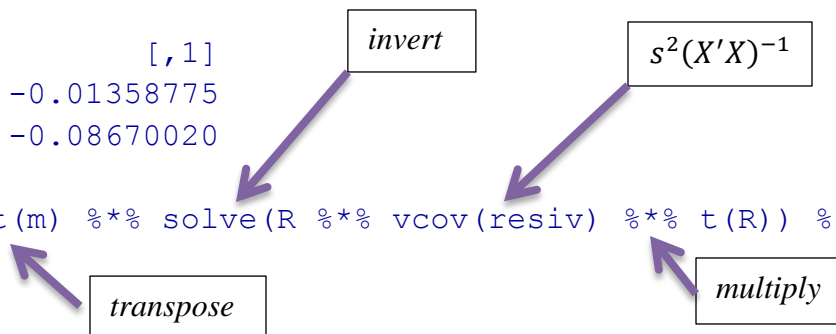 [,1]
invert
s²(X′X)⁻¹
-0.01358775
-0.08670020
t(m) %*% solve(R %*% vcov(resiv) %*% t(R)) %
transpose
multiply